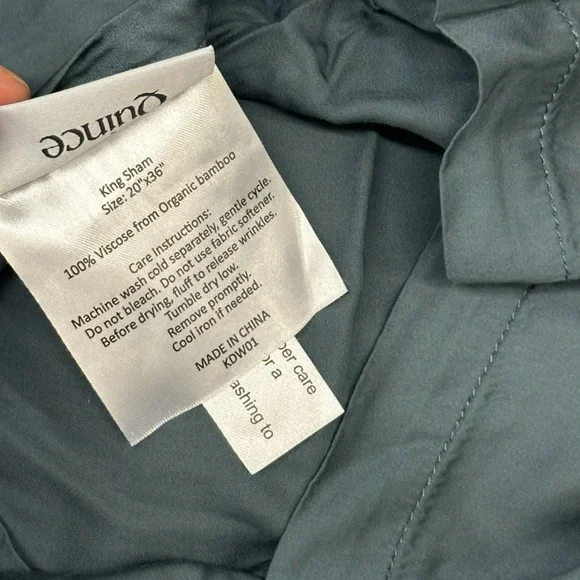 Quince
King Sham
Size: 20"x36"
100% Viscose from Organic bamboo
Care Instructions:
Machine wash cold separately, gentle cycle.
Do not bleach. Do not use fabric softener.
Before drying, fluff to release wrinkles.
Tumble dry low.
Remove promptly.
Cool iron if needed.
MADE IN CHINA
KDW01
per care
or a
ashing to